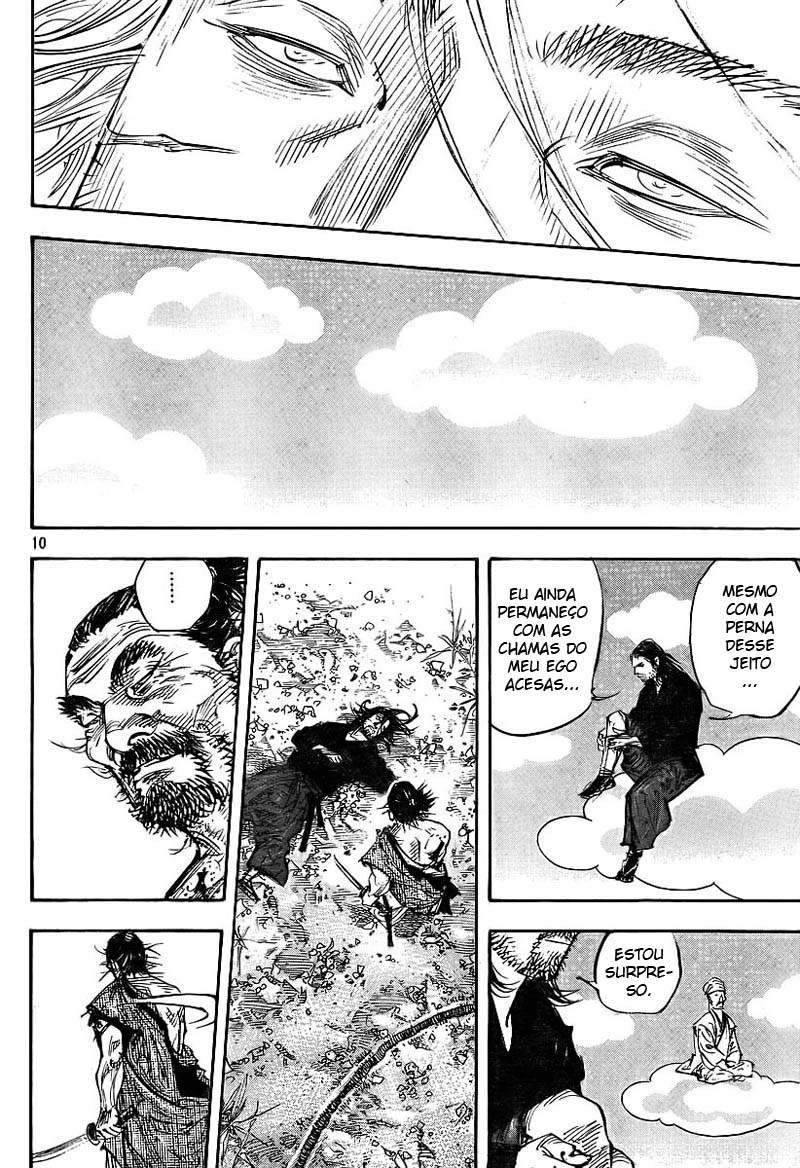 MESMO
COM A
PERNA
DESSE
JEITO
...
EU AINDA
PERMANEÇO
COM AS
CHAMAS DO
MEU EGO
ACESAS...
......
ESTOU
SURPRE-
SO.
10